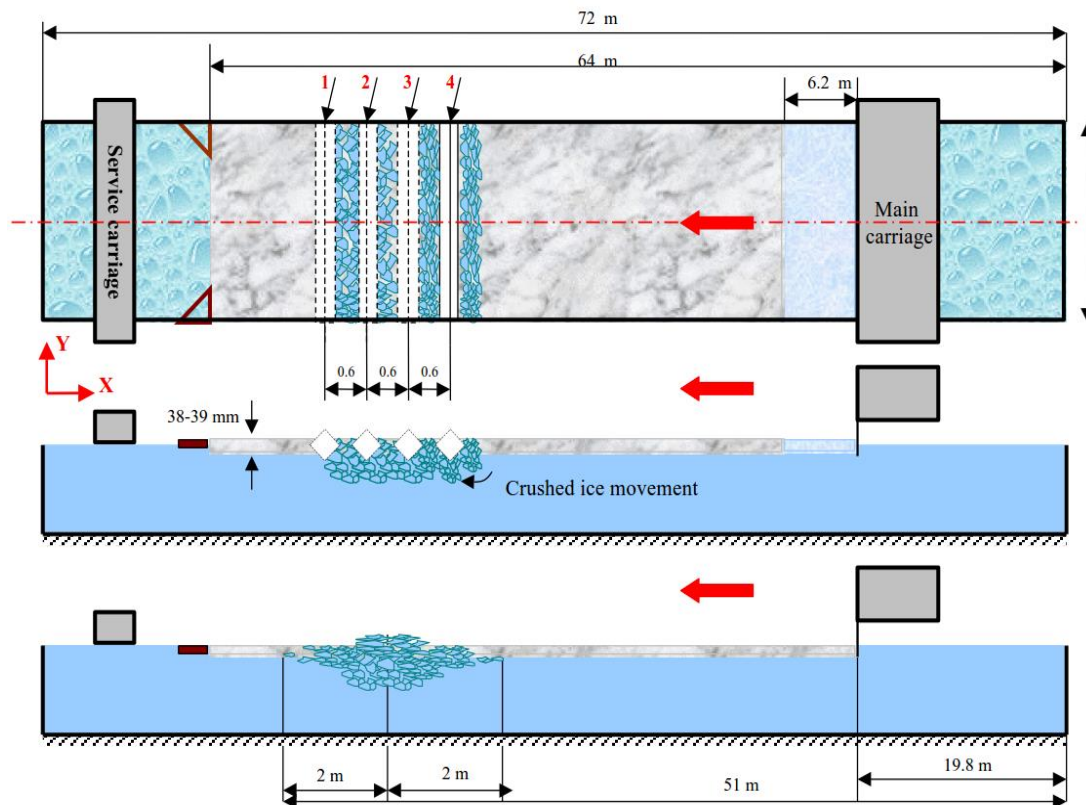 72 m
64 m
1 2 3 4
6.2 m
Service carriage
Main
carriage
Y
X
0.6 0.6 0.6
38-39 mm
Crushed ice movement
2 m 2 m
51 m
19.8 m